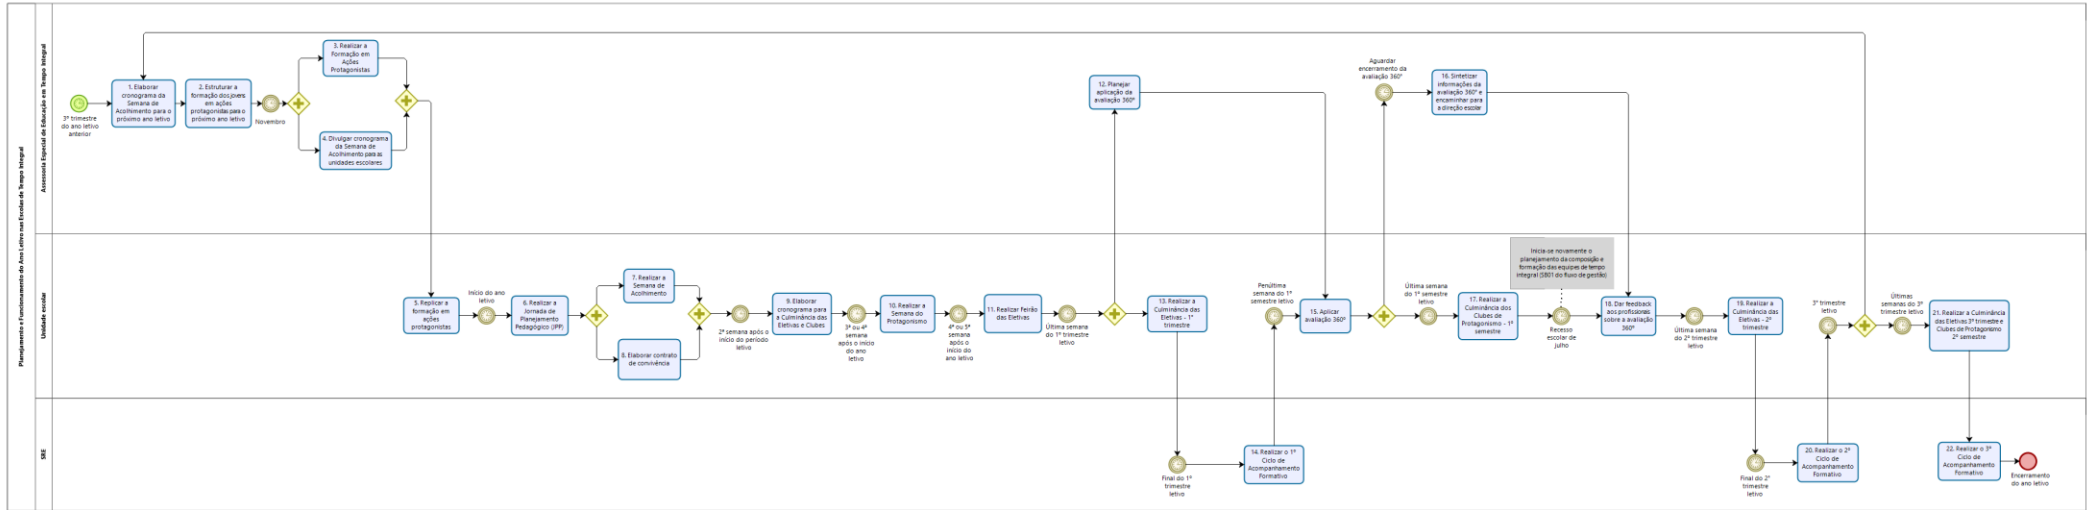 Planejamento e Funcionamento do Ano Letivo nas Escolas de Tempo Integral
Assessoria Especial de Educação em Tempo Integral
3º trimestre
do ano letivo
anterior
1. Elaborar
cronograma da
Semana de
Acolhimento para o
próximo ano letivo
2. Estruturar a
formação dos jovens
em ações
protagonistas para o
próximo ano letivo
Novembro
3. Realizar a
Formação em
Ações
Protagonistas
4. Divulgar cronograma
da Semana de
Acolhimento para as
unidades escolares
12. Planejar
aplicação da
avaliação 360º
Aguardar
encerramento da
avaliação 360º
16. Sintetizar
informações da
avaliação 360º e
encaminhar para
a direção escolar
Unidade escolar
5. Replicar a
formação em
ações
protagonistas
Início do ano
letivo
6. Realizar a
Jornada de
Planejamento
Pedagógico (JPP)
7. Realizar a
Semana de
Acolhimento
8. Elaborar contrato
de convivência
2ª semana após o
início do período
letivo
9. Elaborar
cronograma para
a Culminância das
Eletivas e Clubes
3ª ou 4ª
semana
após o início
do ano
letivo
10. Realizar a
Semana do
Protagonismo
4ª ou 5ª
semana
após o
início do
ano letivo
11. Realizar Feirão
das Eletivas
Última semana
do 1º trimestre
letivo
13. Realizar a
Culminância das
Eletivas - 1º
trimestre
Penúltima
semana do 1º
semestre letivo
15. Aplicar
avaliação 360º
Última semana
do 1º semestre
letivo
17. Realizar a
Culminância dos
Clubes de
Protagonismo - 1º
semestre
Inicia-se novamente o
planejamento da composição e
formação das equipes de tempo
integral (SB01 do fluxo de gestão)
Recesso
escolar de
julho
18. Dar feedback
aos profissionais
sobre a avaliação
360º
Última semana
do 2º trimestre
letivo
19. Realizar a
Culminância das
Eletivas - 2º
trimestre
3º trimestre
letivo
Últimas
semanas do 3º
trimestre letivo
21. Realizar a Culminância
das Eletivas 3º trimestre e
Clubes de Protagonismo
2º semestre
SRE
Final do 1º
trimestre
letivo
14. Realizar o 1º
Ciclo de
Acompanhamento
Formativo
Final do 2º
trimestre
letivo
20. Realizar o 2º
Ciclo de
Acompanhamento
Formativo
22. Realizar o 3º
Ciclo de
Acompanhamento
Formativo
Encerramento
do ano letivo